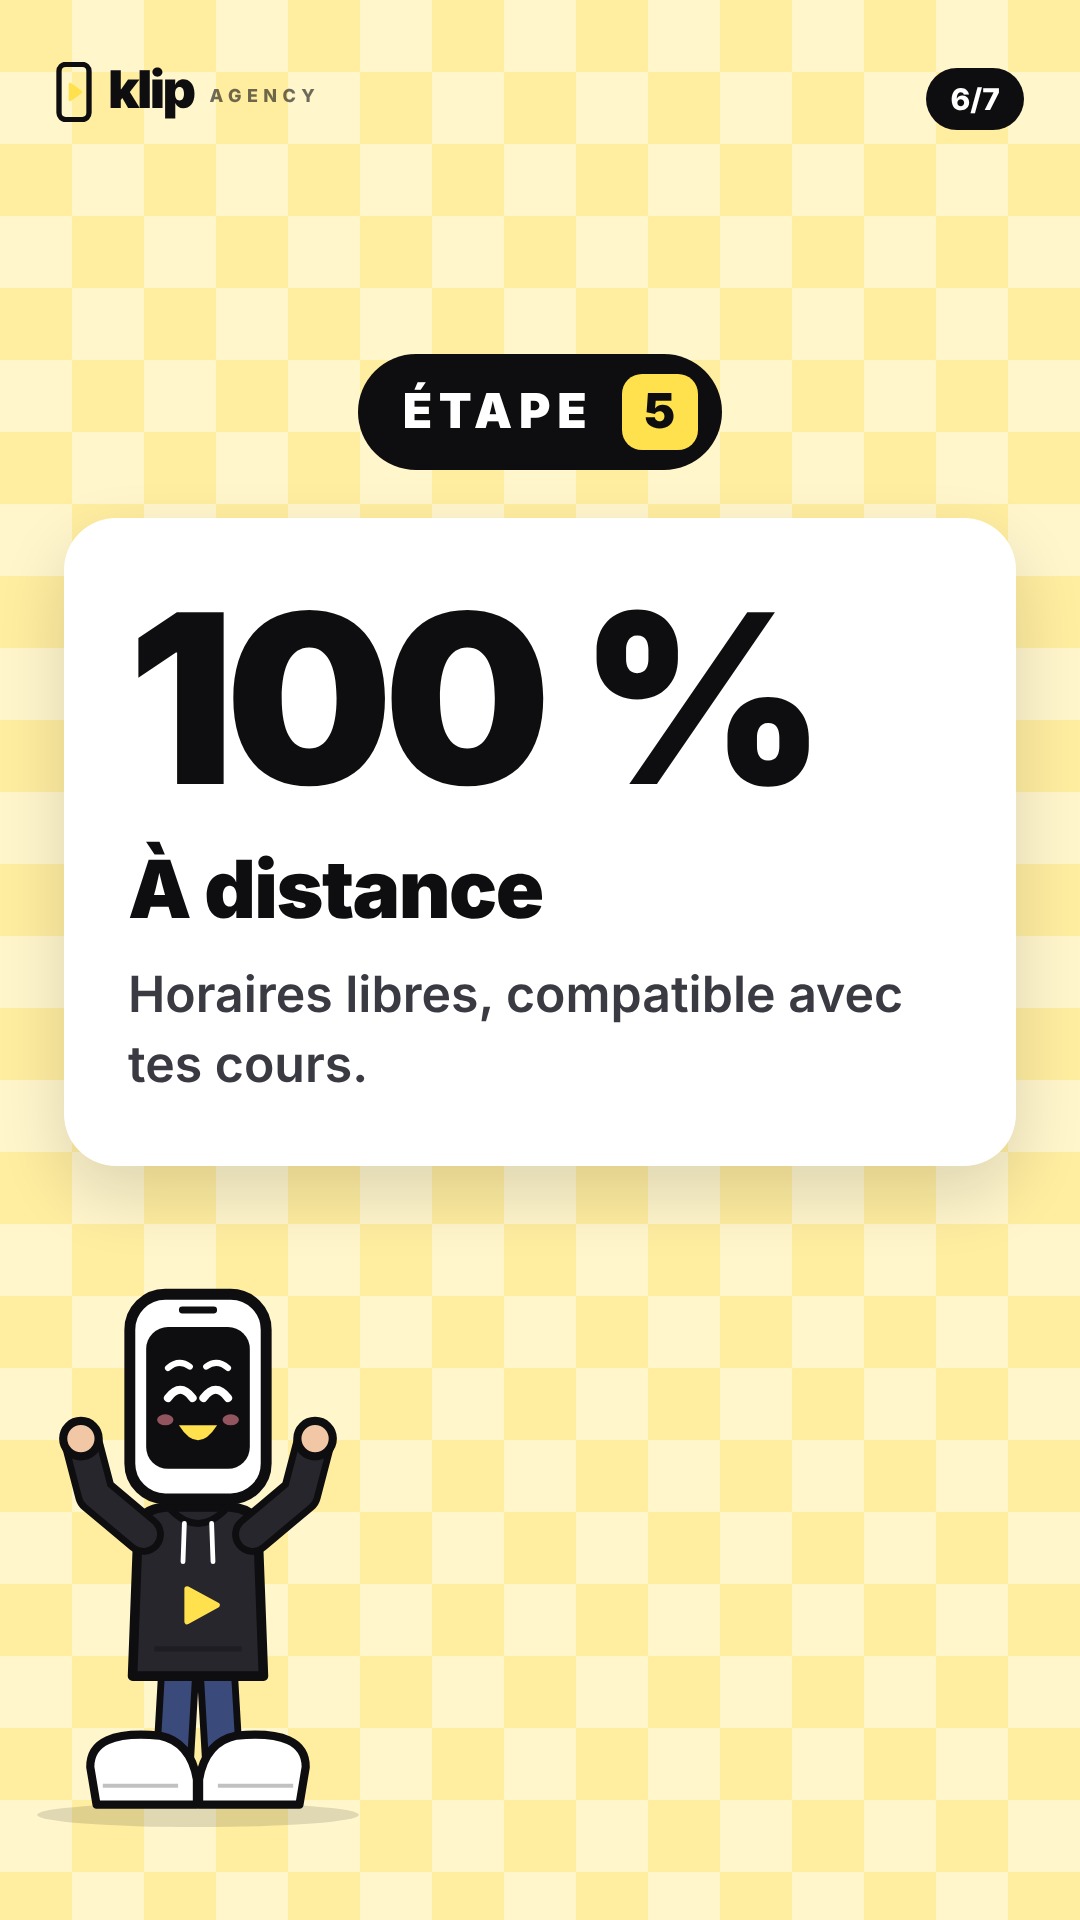 klip AGENCY
6/7
ÉTAPE 5
100 %
À distance
Horaires libres, compatible avec
tes cours.